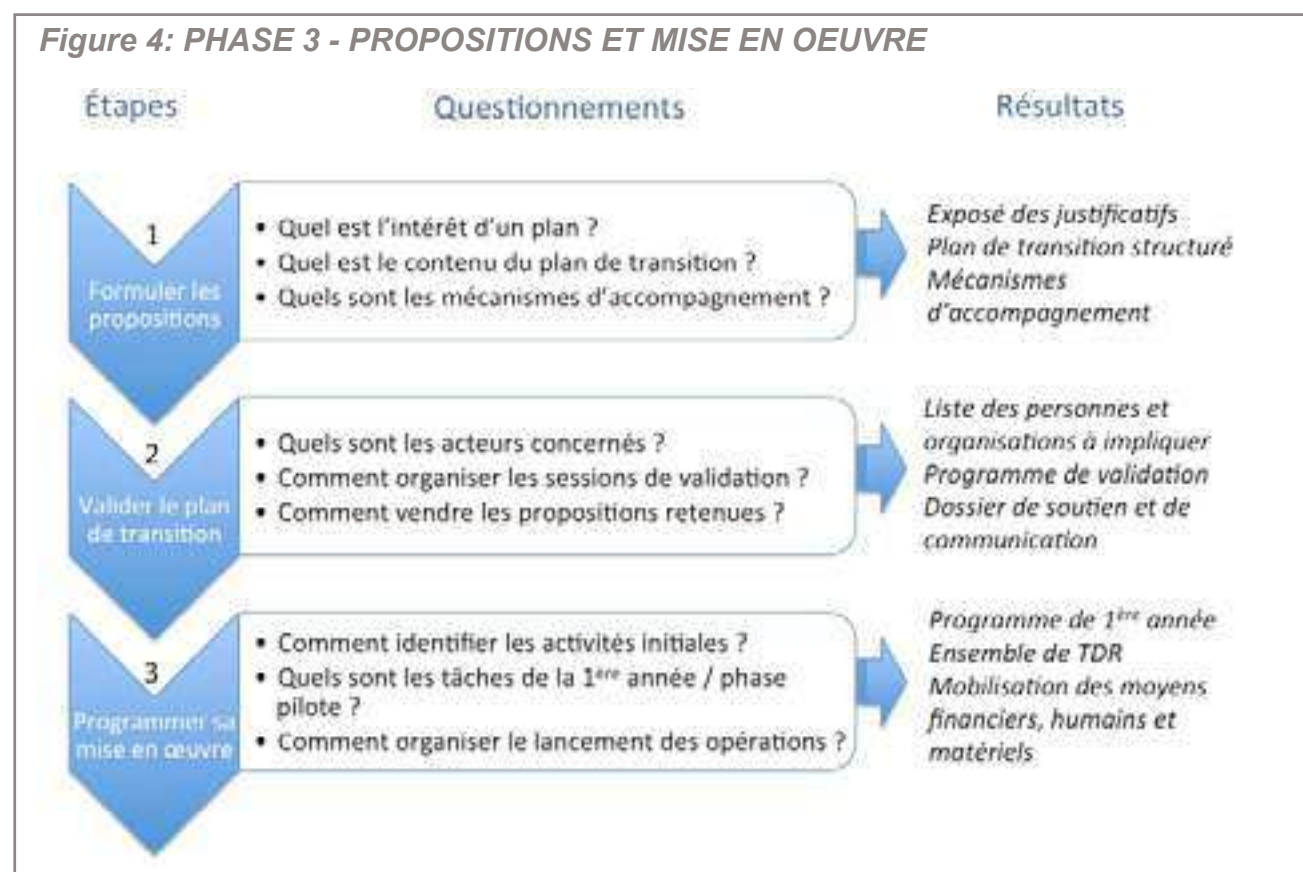 Figure 4: PHASE 3 - PROPOSITIONS ET MISE EN OEUVRE
Étapes
Questionnements
Résultats
1
Formuler les
propositions
• Quel est l'intérêt d'un plan ?
• Quel est le contenu du plan de transition ?
• Quels sont les mécanismes d'accompagnement ?
Exposé des justificatifs
Plan de transition structuré
Mécanismes
d'accompagnement
2
Valider le plan
de transition
• Quels sont les acteurs concernés ?
• Comment organiser les sessions de validation ?
• Comment vendre les propositions retenues ?
Liste des personnes et
organisations à impliquer
Programme de validation
Dossier de soutien et de
communication
3
Programmer sa
mise en œuvre
• Comment identifier les activités initiales ?
• Quels sont les tâches de la 1ère année / phase
pilote ?
• Comment organiser le lancement des opérations ?
Programme de 1ère année
Ensemble de TDR
Mobilisation des moyens
financiers, humains et
matériels